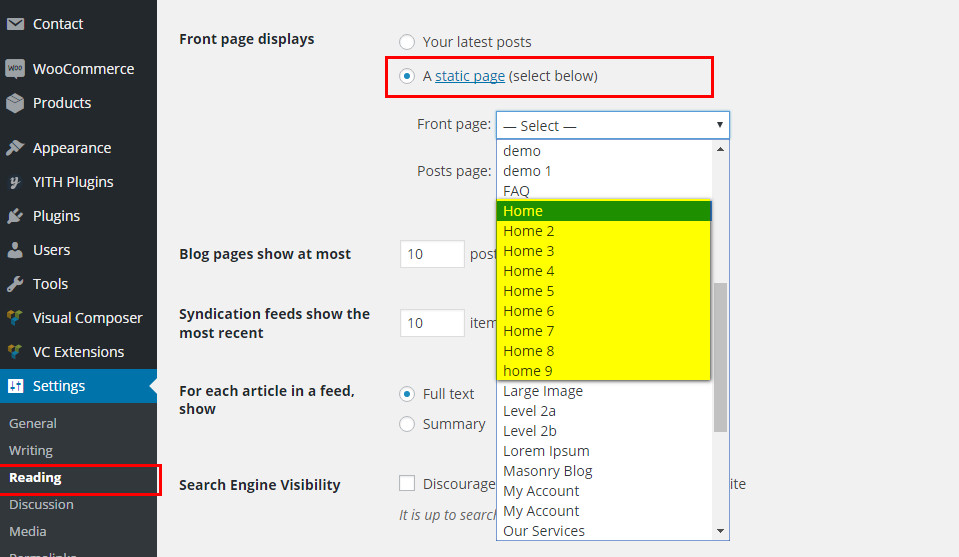 Contact
WOO WooCommerce
Products
Appearance
YITH Plugins
Plugins
Users
Tools
Visual Composer
VC Extensions
Settings
General
Writing
Reading
Discussion
Media
Permalinks
Front page displays
Your latest posts
A static page (select below)
Front page: — Select —
demo
demo 1
FAQ
Home
Home 2
Home 3
Home 4
Home 5
Home 6
Home 7
Home 8
home 9
Large Image
Level 2a
Level 2b
Lorem Ipsum
Masonry Blog
My Account
My Account
Our Services
Posts page:
Blog pages show at most
10 post
Syndication feeds show the
most recent
10 item
For each article in a feed,
show
Full text
Summary
Search Engine Visibility
Discourage ite
It is up to search